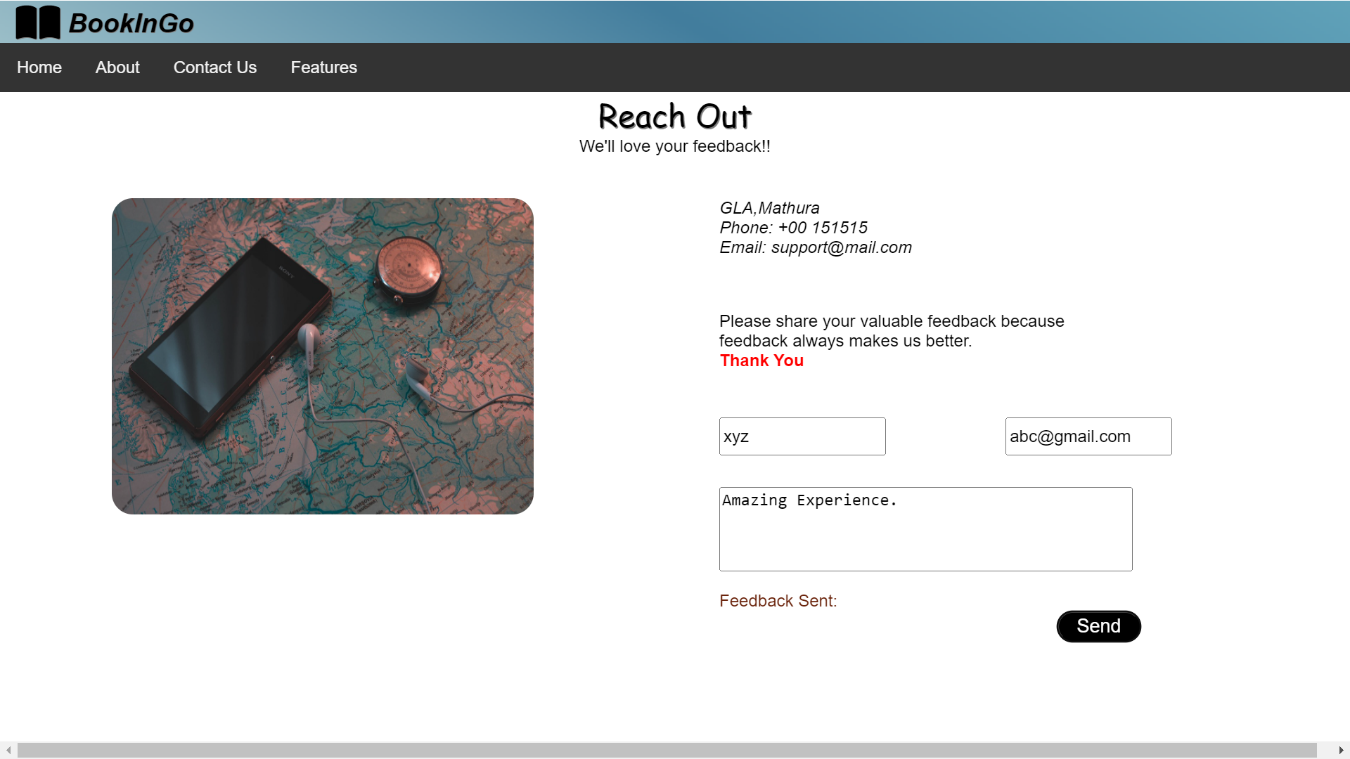 BookInGo
Home About Contact Us Features
Reach Out
We'll love your feedback!!
GLA,Mathura
Phone: +00 151515
Email: support@mail.com
Please share your valuable feedback because
feedback always makes us better.
Thank You
xyz abc@gmail.com
Amazing Experience.
Feedback Sent:
Send